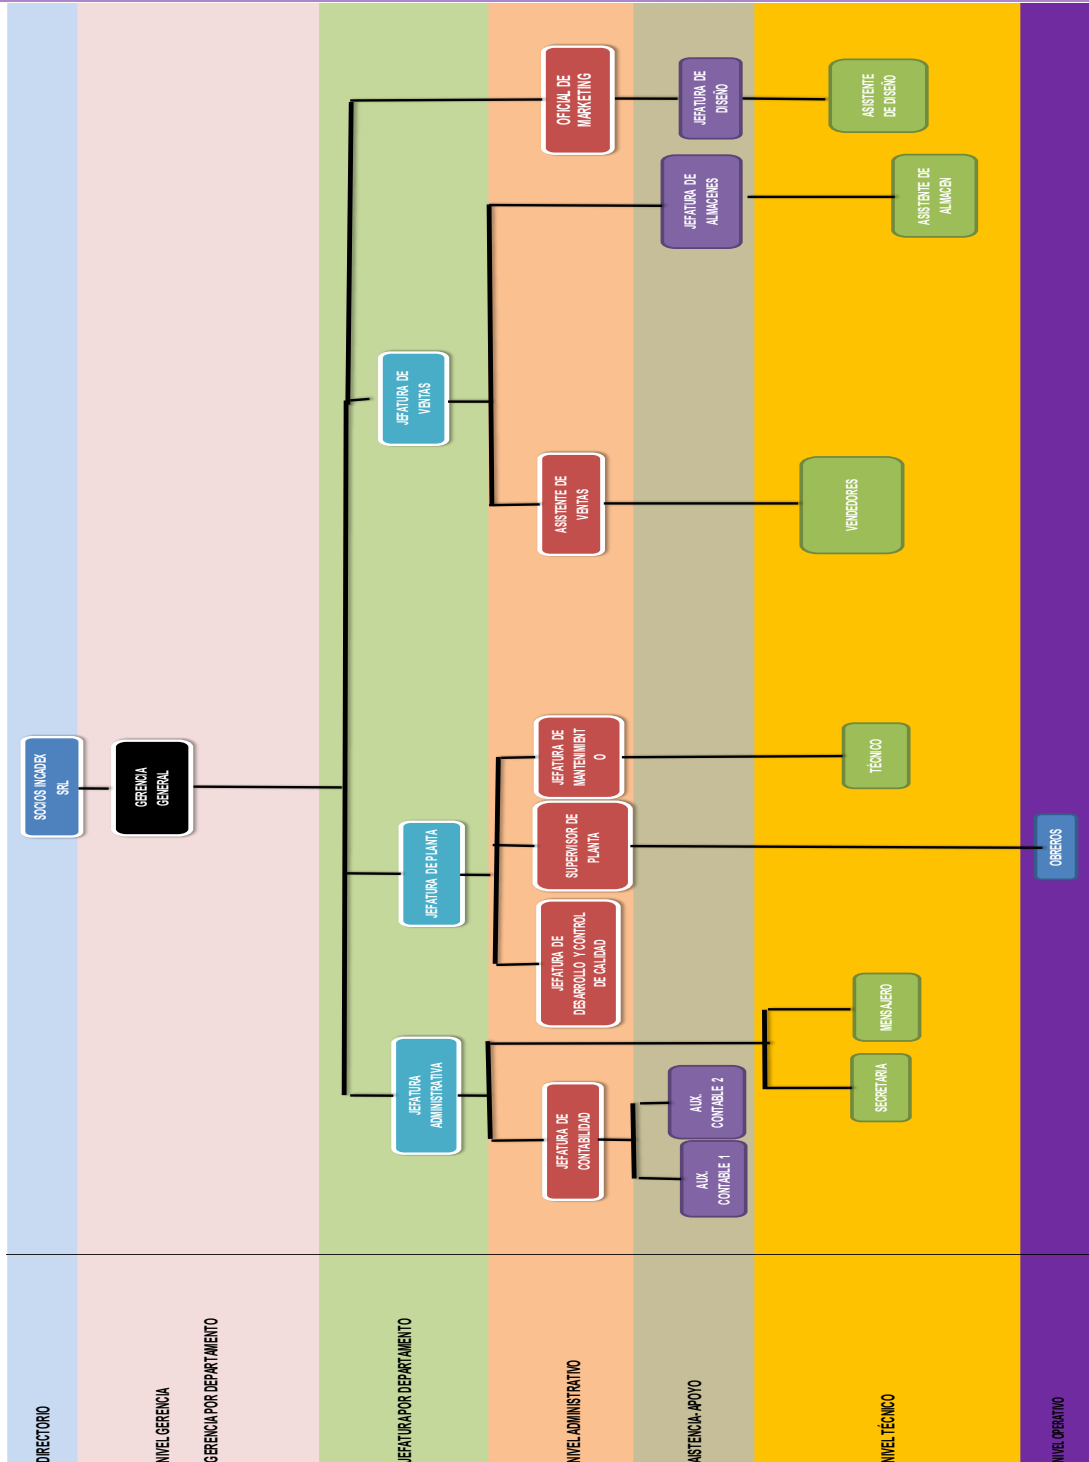 DIRECTORIO
SOCIOS INCADEX
SRL
NIVEL GERENCIA
GERENCIA POR DEPARTAMENTO
GERENCIA
GENERAL
JEFATURA POR DEPARTAMENTO
JEFATURA
ADMINISTRATIVA
JEFATURA DE PLANTA
JEFATURA DE
VENTAS
NIVEL ADMINISTRATIVO
JEFATURA DE
CONTABILIDAD
JEFATURA DE
DESARROLLO Y CONTROL
DE CALIDAD
SUPERVISOR DE
PLANTA
JEFATURA DE
MANTENIMIENT
O
ASISTENTE DE
VENTAS
OFICIAL DE
MARKETING
AISTENCIA- APOYO
AUX.
CONTABLE 1
AUX.
CONTABLE 2
JEFATURA DE
ALMACENES
JEFATURA DE
DISEÑO
NIVEL TÉCNICO
SECRETARIA
MENSAJERO
TÉCNICO
VENDEDORES
ASISTENTE DE
ALMACEN
ASISTENTE
DE DISEÑO
NIVEL OPERATIVO
OBREROS